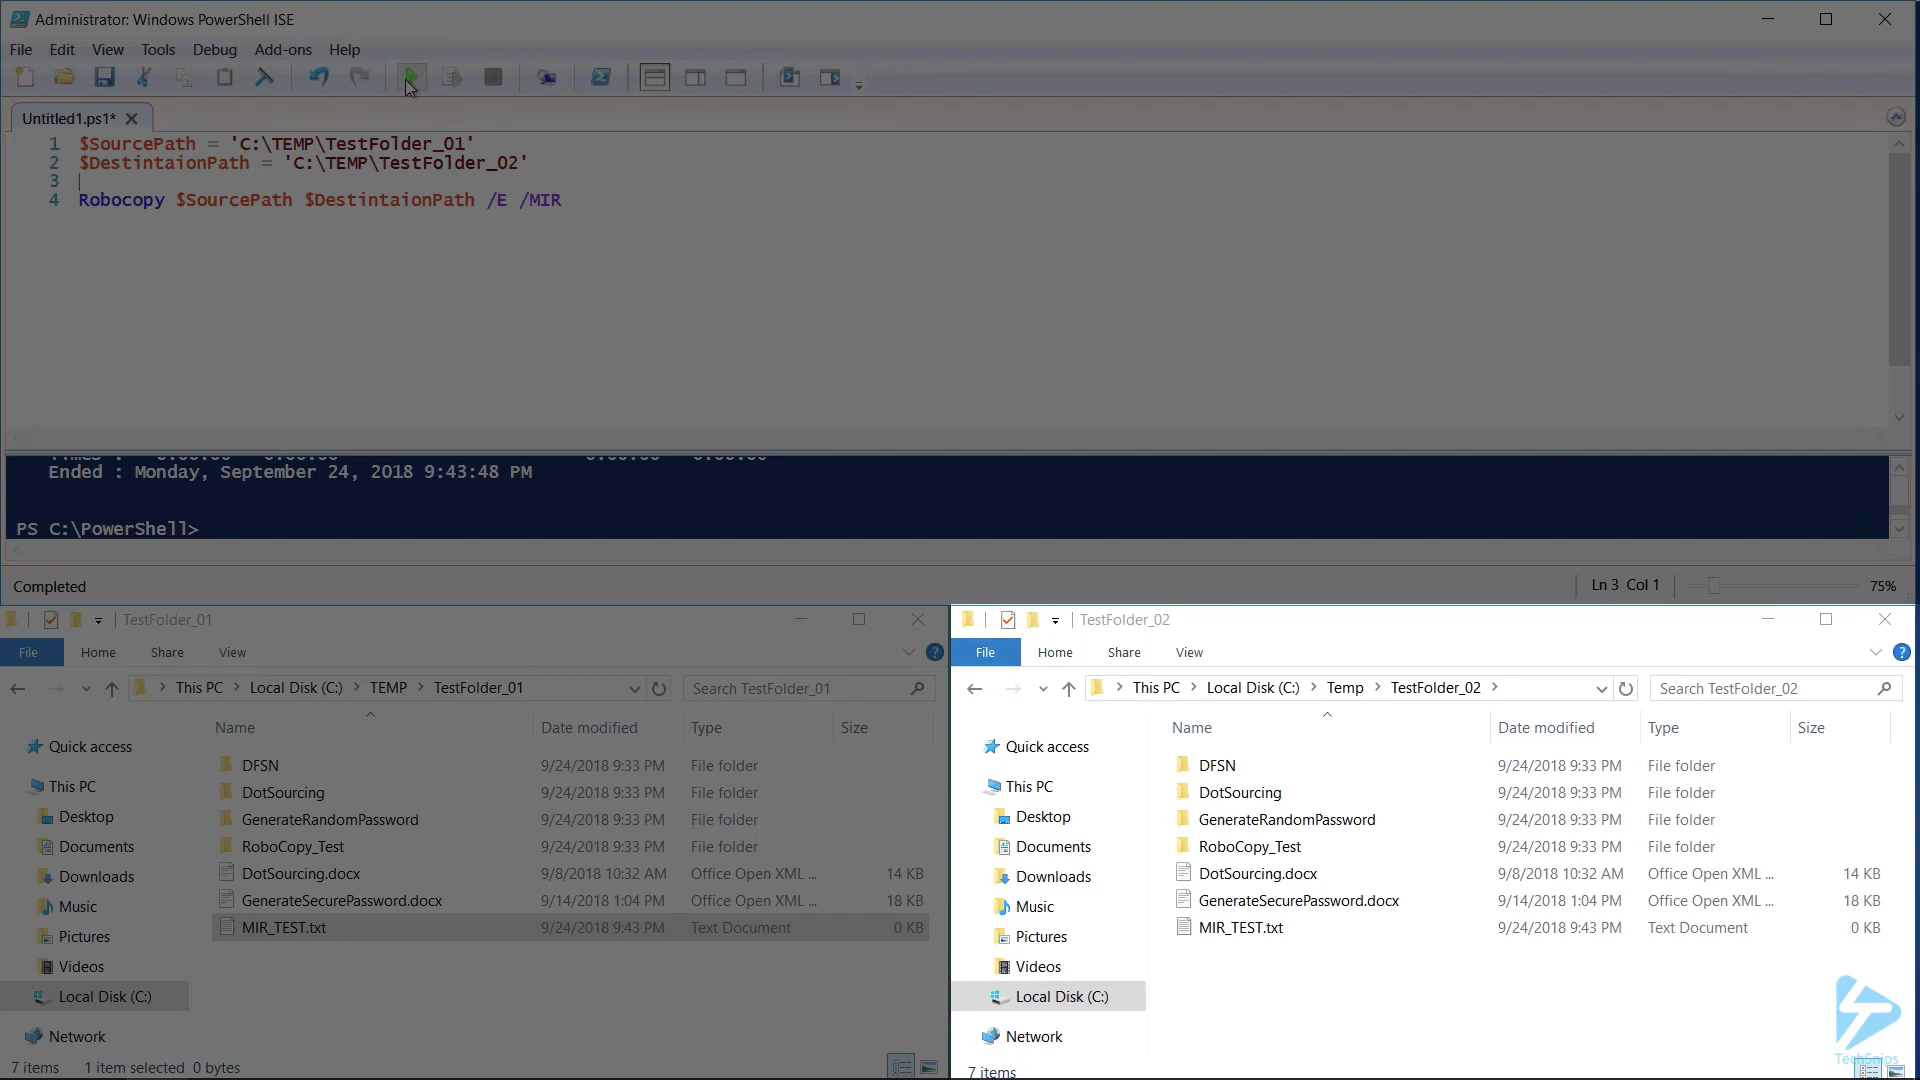 Administrator: Windows PowerShell ISE
File Edit View Tools Debug Add-ons Help
Untitled1.ps1*
1 $SourcePath = 'C:\TEMP\TestFolder_01'
2 $DestintaionPath = 'C:\TEMP\TestFolder_02'
3
4 Robocopy $SourcePath $DestintaionPath /E /MIR
Ended : Monday, September 24, 2018 9:43:48 PM
PS C:\PowerShell>
Completed
Ln 3 Col 1
75%
TestFolder_01
File Home Share View
This PC Local Disk (C:) TEMP TestFolder_01
Search TestFolder_01
Name Date modified Type Size
Quick access
This PC
Desktop
Documents
Downloads
Music
Pictures
Videos
Local Disk (C:)
Network
DFSN 9/24/2018 9:33 PM File folder
DotSourcing 9/24/2018 9:33 PM File folder
GenerateRandomPassword 9/24/2018 9:33 PM File folder
RoboCopy_Test 9/24/2018 9:33 PM File folder
DotSourcing.docx 9/8/2018 10:32 AM Office Open XML ... 14 KB
GenerateSecurePassword.docx 9/14/2018 1:04 PM Office Open XML ... 18 KB
MIR_TEST.txt 9/24/2018 9:43 PM Text Document 0 KB
7 items 1 item selected 0 bytes
TestFolder_02
File Home Share View
This PC Local Disk (C:) Temp TestFolder_02
Search TestFolder_02
Name Date modified Type Size
Quick access
This PC
Desktop
Documents
Downloads
Music
Pictures
Videos
Local Disk (C:)
Network
DFSN 9/24/2018 9:33 PM File folder
DotSourcing 9/24/2018 9:33 PM File folder
GenerateRandomPassword 9/24/2018 9:33 PM File folder
RoboCopy_Test 9/24/2018 9:33 PM File folder
DotSourcing.docx 9/8/2018 10:32 AM Office Open XML ... 14 KB
GenerateSecurePassword.docx 9/14/2018 1:04 PM Office Open XML ... 18 KB
MIR_TEST.txt 9/24/2018 9:43 PM Text Document 0 KB
7 items
TechSnips